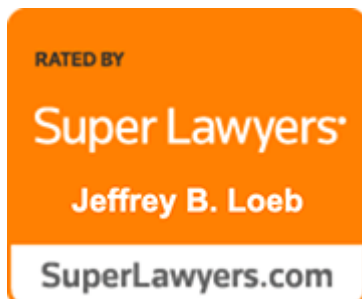 RATED BY
Super Lawyers®
Jeffrey B. Loeb
SuperLawyers.com